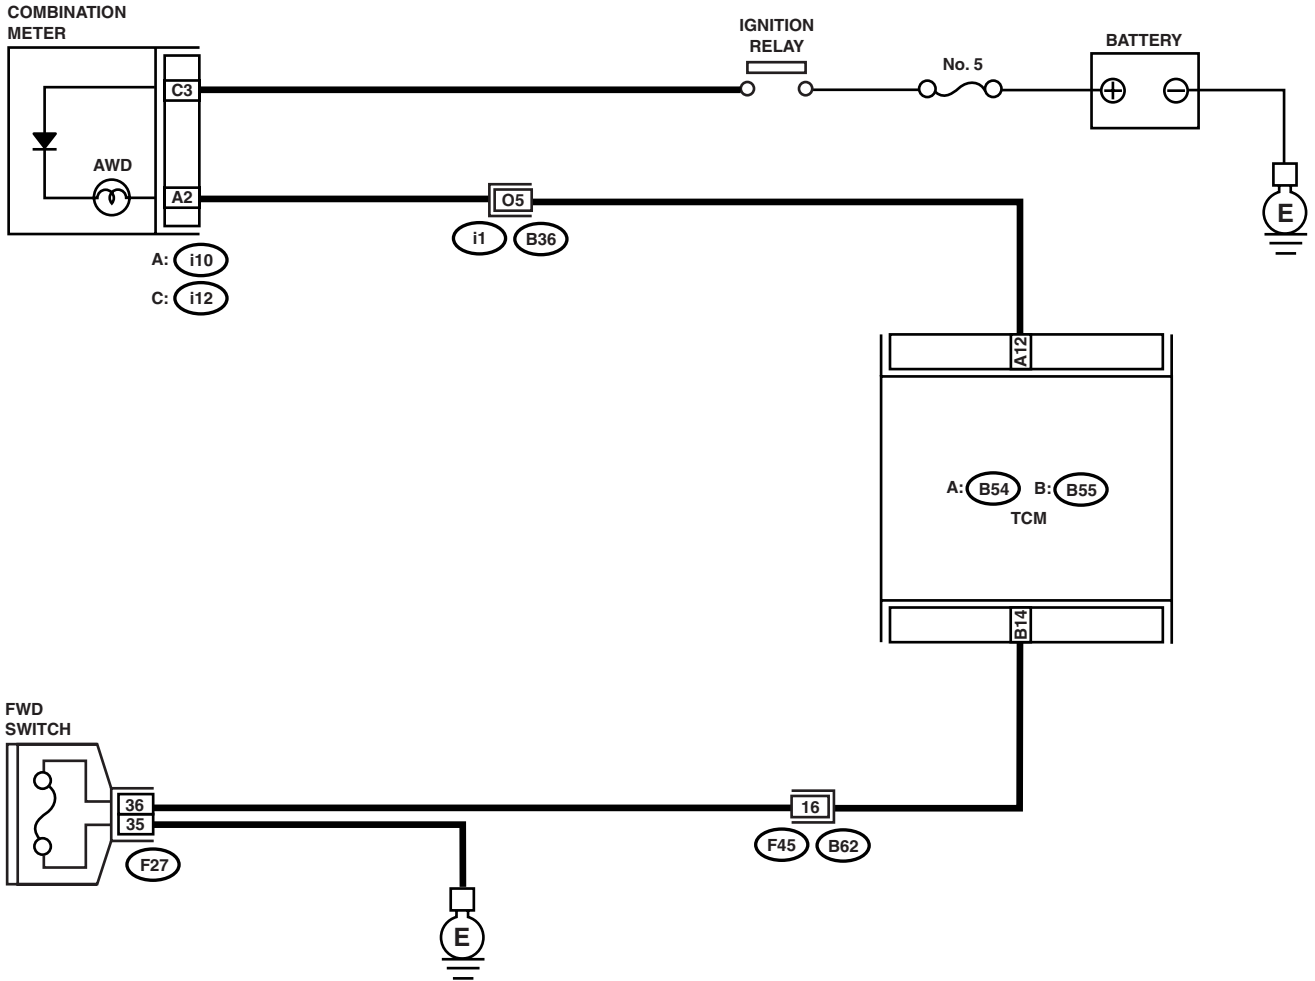 COMBINATION
METER
IGNITION
RELAY
No. 5
BATTERY
C3
AWD
A2
O5
i1
B36
E
A: i10
C: i12
A12
A: B54 B: B55
TCM
B14
FWD
SWITCH
36
35
16
F27
F45
B62
E